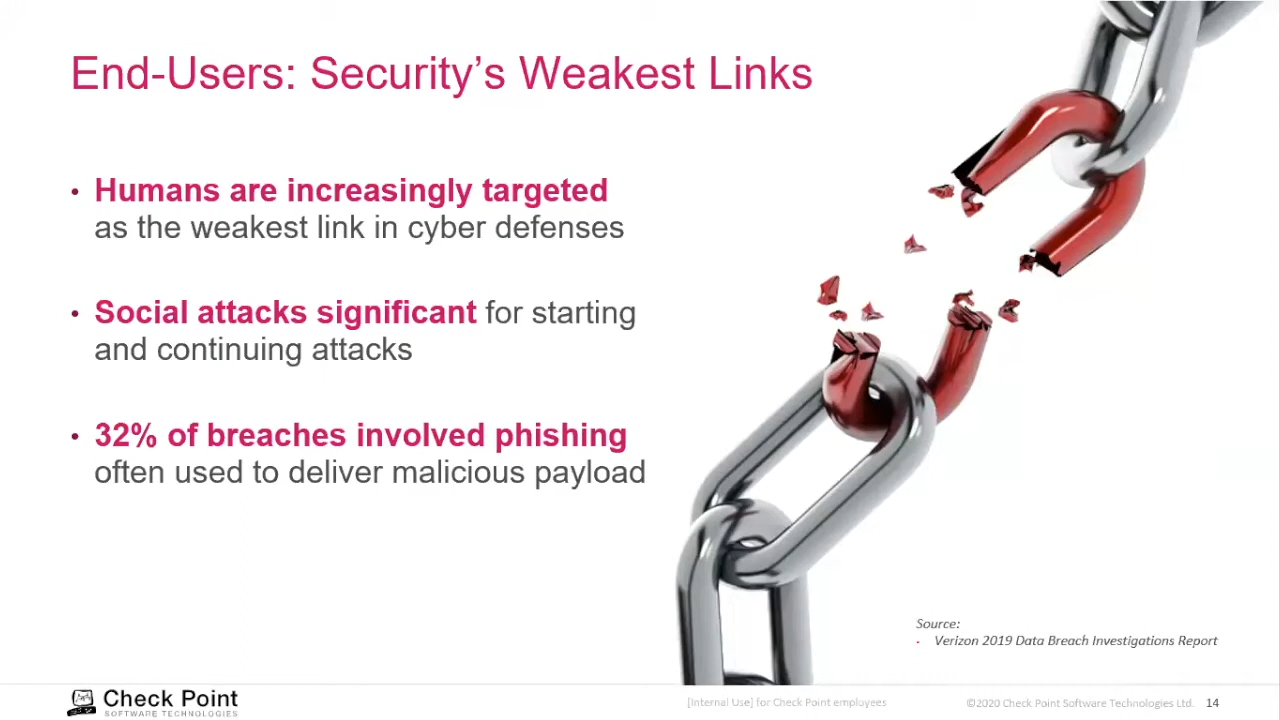 End-Users: Security's Weakest Links
• Humans are increasingly targeted
as the weakest link in cyber defenses
• Social attacks significant for starting
and continuing attacks
• 32% of breaches involved phishing
often used to deliver malicious payload
Source:
- Verizon 2019 Data Breach Investigations Report
Check Point
SOFTWARE TECHNOLOGIES
[Internal Use] for Check Point employees
©2020 Check Point Software Technologies Ltd. 14